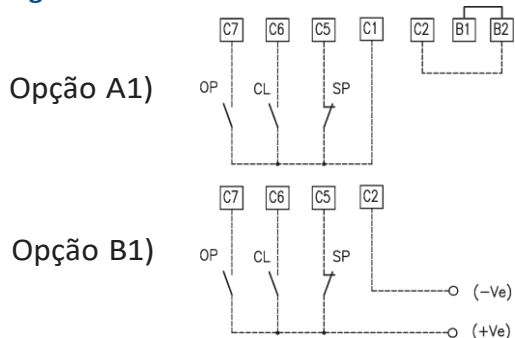 C7 C6 C5 C1 C2 B1 B2
Opção A1)
OP CL SP
C7 C6 C5 C2
Opção B1)
OP CL SP
(−Ve)
(+Ve)